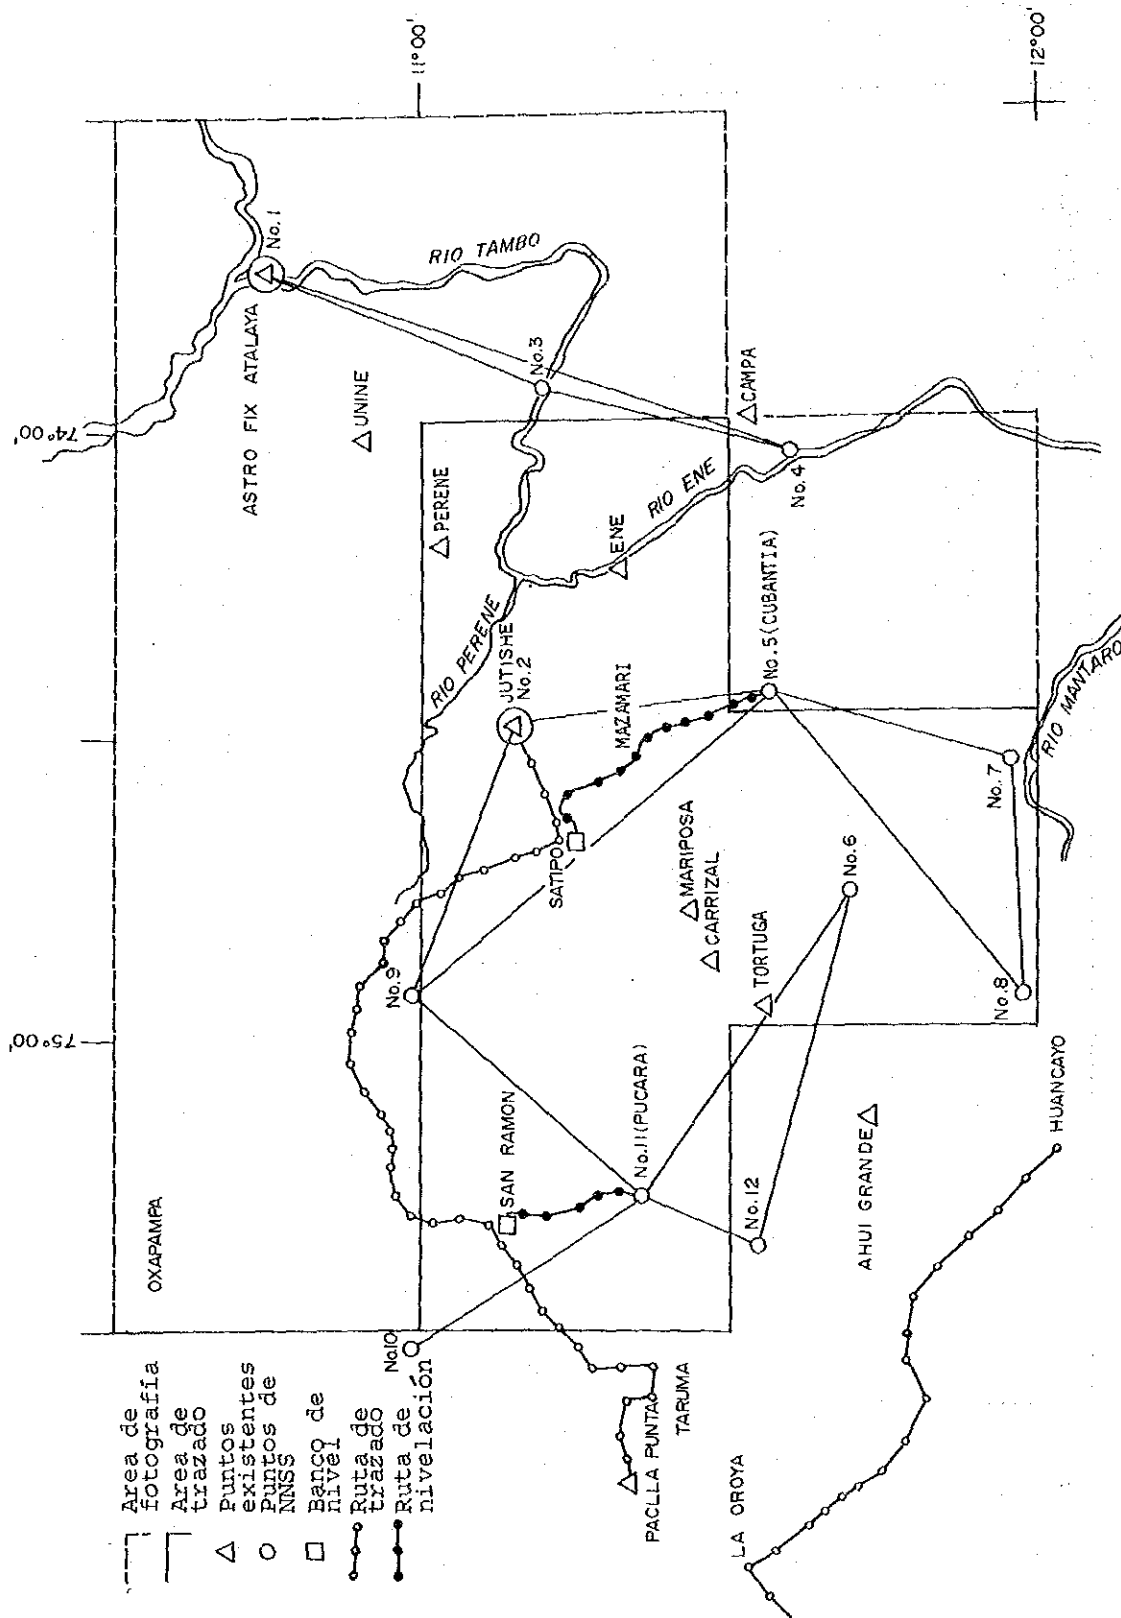 74°00'
75°00'
11°00'
12°00'
OXAPAMPA
ASTRO FIX ATALAYA
No.1
UNINE
RIO TAMBO
No.3
PERENE
RIO PERENE
JUTISHE
No.2
ENE
RIO ENE
CAMPA
No.4
MAZAMARI
No.5(CUBANTIA)
SATIPO
No.9
MARIPOSA
CARRIZAL
TORTUGA
No.6
No.7
RIO MANTARO
No.8
SAN RAMON
No.11(PUCARA)
No.12
AHUI GRANDE
HUANCAYO
No.10
PACLLA PUNTA
TARUMA
LA OROYA
Area de
fotografía
Area de
trazado
Puntos
existentes
Puntos de
NNSS
Banco de
nivel
Ruta de
trazado
Ruta de
nivelación